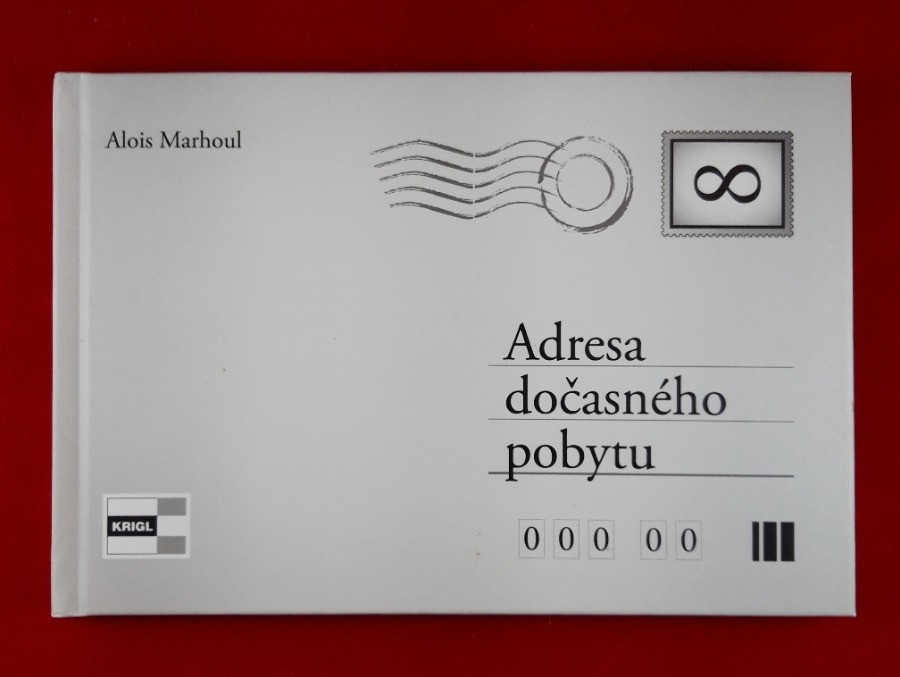 Alois Marhoul
∞
Adresa
dočasného
pobytu
KRIGL
000 00